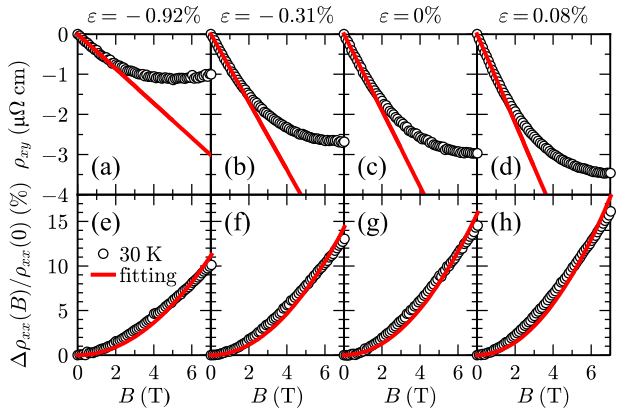 ε = −0.92% ε = −0.31% ε = 0% ε = 0.08%
ρxy (μΩ cm)
0
−1
−2
−3
−4
(a) (b) (c) (d)
Δρxx(B)/ρxx(0) (%)
15
10
5
0
(e) (f) (g) (h)
30 K
fitting
0 2 4 6 0 2 4 6 0 2 4 6 0 2 4 6
B (T) B (T) B (T) B (T)